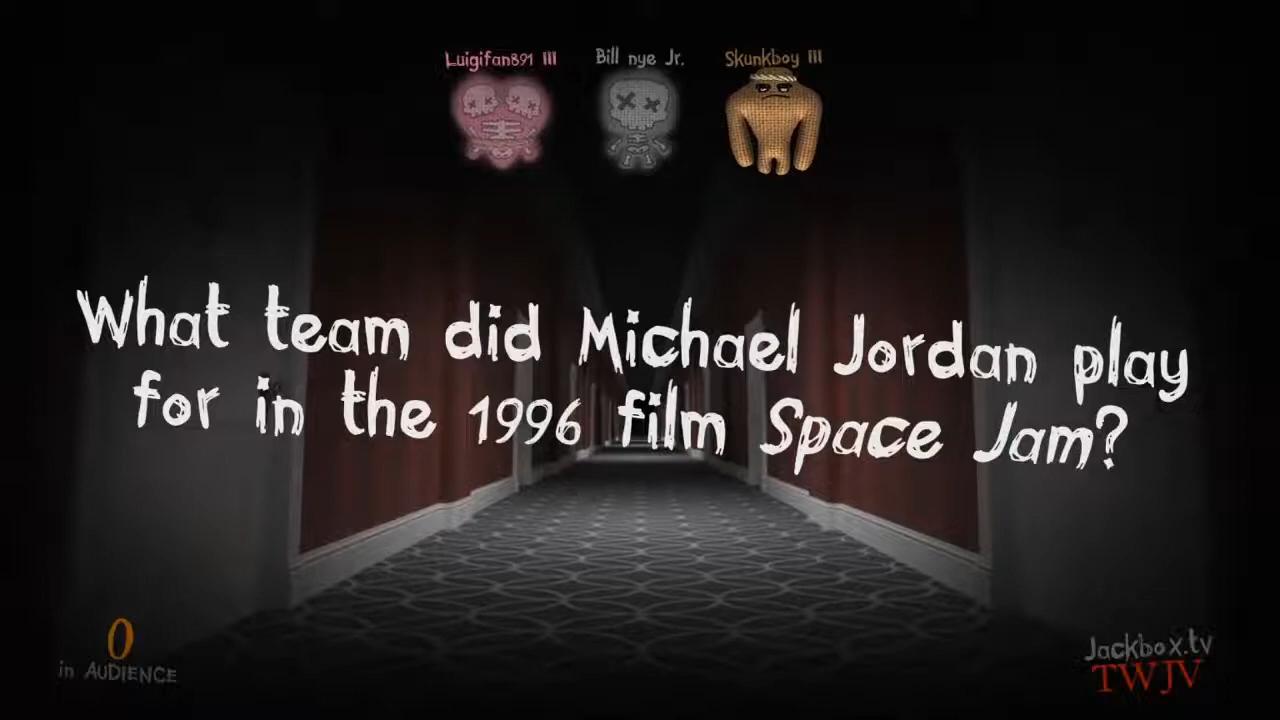 Luigifan891 III
Bill nye Jr.
Skunkboy III
What team did Michael Jordan play
for in the 1996 film Space Jam?
0
in AUDIENCE
Jackbox.tv
TWJV